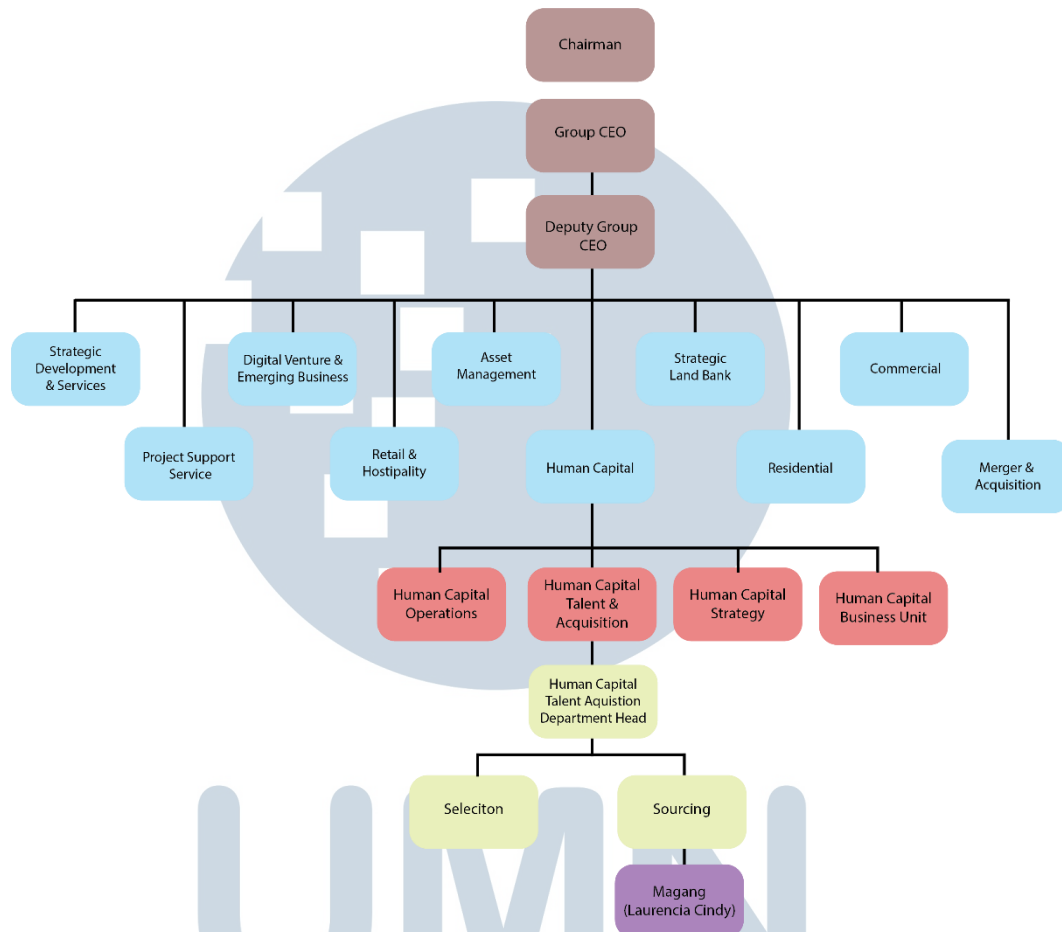 Chairman
Group CEO
Deputy Group
CEO
Strategic
Development
& Services
Digital Venture &
Emerging Business
Asset
Management
Strategic
Land Bank
Commercial
Project Support
Service
Retail &
Hostipality
Human Capital
Residential
Merger &
Acquisition
Human Capital
Operations
Human Capital
Talent &
Acquisition
Human Capital
Strategy
Human Capital
Business Unit
Human Capital
Talent Aquistion
Department Head
Seleciton
Sourcing
Magang
(Laurencia Cindy)
UMN